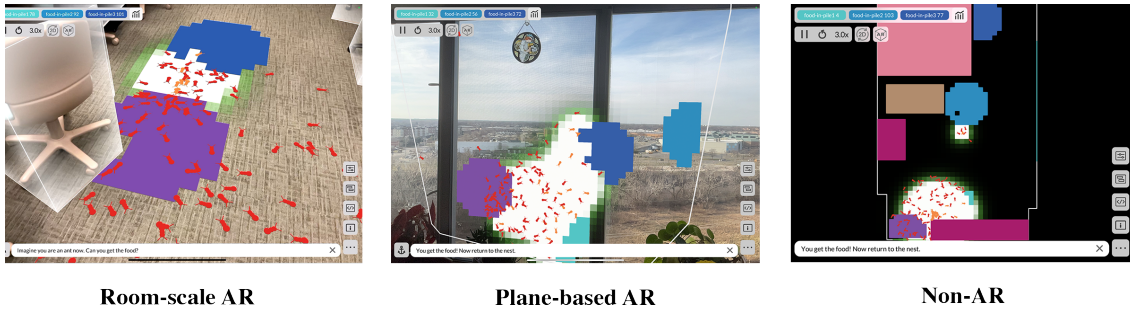 food-in-pile2 92 food-in-pile3 101
3.0x 2D AR
Imagine you are an ant now. Can you get the food?
Room-scale AR
food-in-pile1 32 food-in-pile2 56 food-in-pile3 72
3.0x 2D AR
You get the food! Now return to the nest.
Plane-based AR
food-in-pile1 4 food-in-pile2 103 food-in-pile3 77
3.0x 2D AR
You get the food! Now return to the nest.
Non-AR